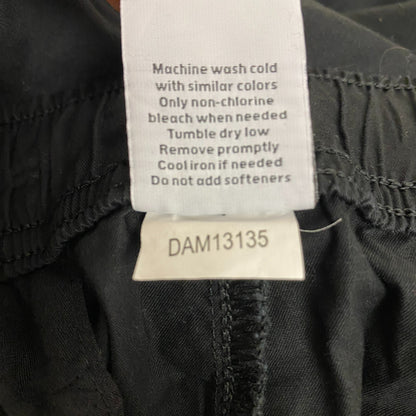 Machine wash cold
with similar colors
Only non-chlorine
bleach when needed
Tumble dry low
Remove promptly
Cool iron if needed
Do not add softeners
DAM13135